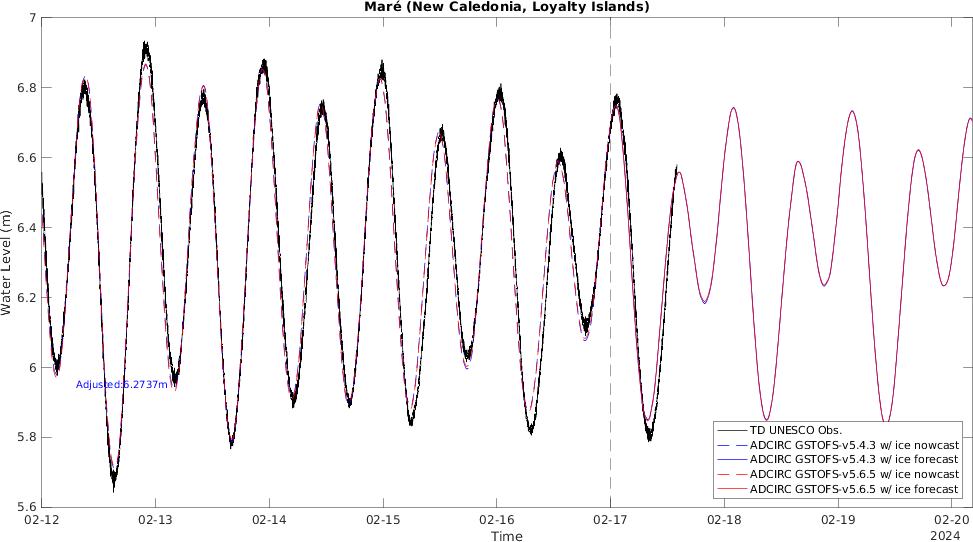 Maré (New Caledonia, Loyalty Islands)
7
6.8
6.6
6.4
6.2
6
5.8
5.6
Water Level (m)
Adjusted:6.2737m
TD UNESCO Obs.
ADCIRC GSTOFS-v5.4.3 w/ ice nowcast
ADCIRC GSTOFS-v5.4.3 w/ ice forecast
ADCIRC GSTOFS-v5.6.5 w/ ice nowcast
ADCIRC GSTOFS-v5.6.5 w/ ice forecast
02-12 02-13 02-14 02-15 02-16 02-17 02-18 02-19 02-20
2024
Time